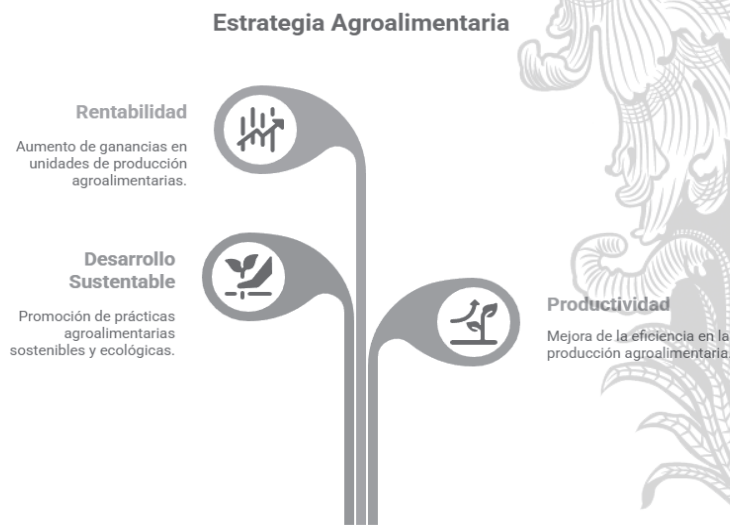 Estrategia Agroalimentaria
Rentabilidad
Aumento de ganancias en
unidades de producción
agroalimentarias.
Desarrollo
Sustentable
Promoción de prácticas
agroalimentarias
sostenibles y ecológicas.
Productividad
Mejora de la eficiencia en la
producción agroalimentaria.